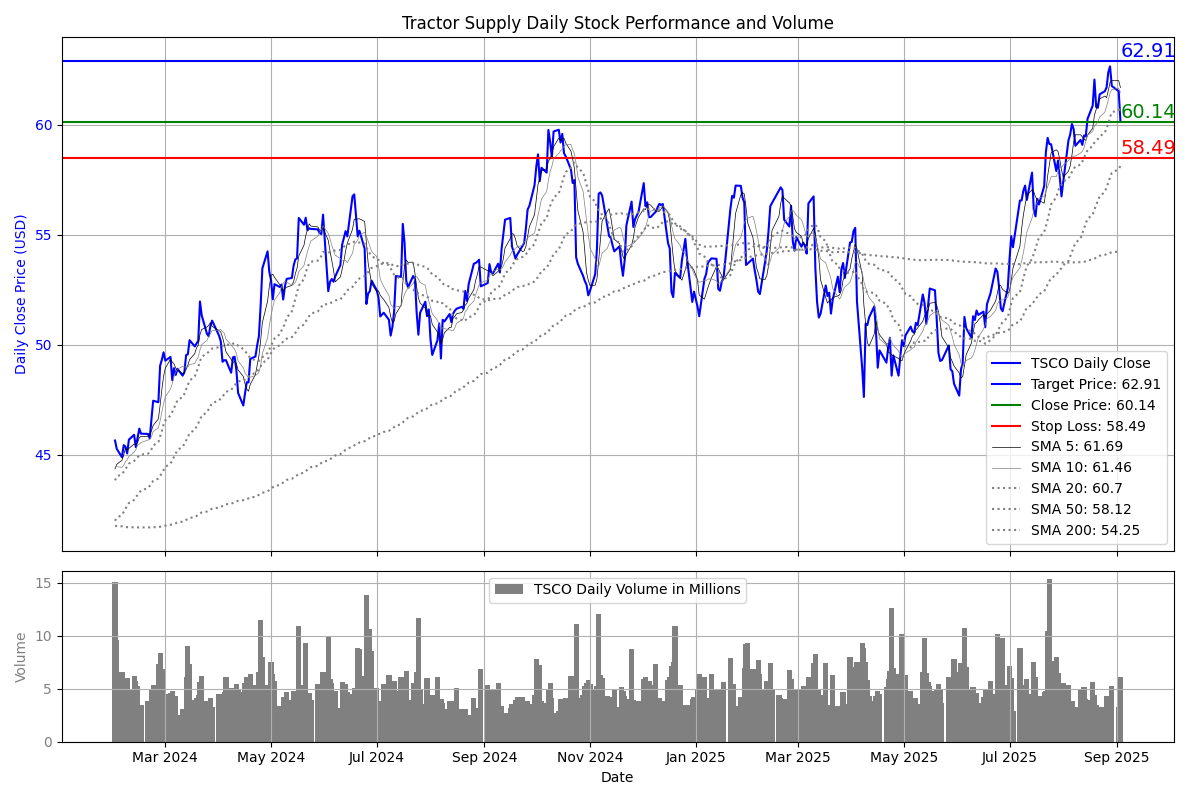 Tractor Supply Daily Stock Performance and Volume
62.91
60.14
58.49
60
55
50
45
Daily Close Price (USD)
TSCO Daily Close
Target Price: 62.91
Close Price: 60.14
Stop Loss: 58.49
SMA 5: 61.69
SMA 10: 61.46
SMA 20: 60.7
SMA 50: 58.12
SMA 200: 54.25
TSCO Daily Volume in Millions
15
10
5
0
Volume
Mar 2024 May 2024 Jul 2024 Sep 2024 Nov 2024 Jan 2025 Mar 2025 May 2025 Jul 2025 Sep 2025
Date